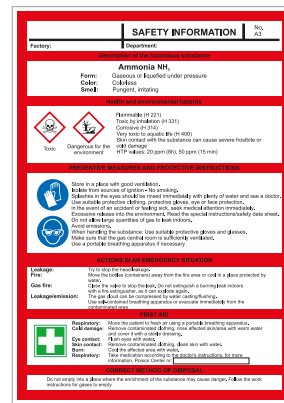 SAFETY INFORMATION
No.
A3
Factory:
Department:
Description of the hazardous substance
Ammonia NH₃
Form: Gaseous or liquefied under pressure
Color: Colorless
Smell: Pungent, irritating
Health and environmental hazards
Flammable (H 221)
Toxic by inhalation (H 331)
Corrosive (H 314)
Very toxic to aquatic life (H 400)
Skin contact with the substance can cause severe frostbite or
cold damage.
HTP values: 20 ppm (8h), 50 ppm (15 min)
Toxic
Dangerous for the
environment
PREVENTIVE MEASURES AND PROTECTIVE INSTRUCTIONS
Store in a place with good ventilation.
Isolate from sources of ignition - No smoking.
Splashes in the eyes should be rinsed immediately with plenty of water and see a doctor.
Use suitable protective clothing, protective gloves, eye or face protection.
In the event of an accident or feeling sick, seek medical attention immediately.
Excessive release into the environment. Read the special instructions/safety data sheet.
Do not allow large quantities of gas to leak indoors.
Avoid emissions.
When handling the substance: Use suitable protective gloves and glasses.
Make sure that the gas control room is sufficiently ventilated.
Use a portable breathing apparatus if necessary
ACTIONS IN AN EMERGENCY SITUATION
Leakage: Try to stop the leakage.
Fire: Move the bottles (containers) away from the fire area or cool in a place protected by
water.
Gas fire: Close the valve to stop the leak. Do not extinguish a burning leak indoors
with a fire extinguisher, as it can explode again.
Leakage/emission: The gas cloud can be compressed by water casting/flushing.
Use self-contained breathing apparatus or evacuate immediately from the
contaminated area
FIRST AID
Respiratory: Move the patient to fresh air using a portable breathing apparatus.
Cold damage: Remove contaminated clothing, rinse affected skin/area with warm water
and cover it with a sterile dressing.
Eye contact: Flush eyes with water.
Skin contact: Remove contaminated clothing, clean skin with water.
Burn: Cool the affected area with water.
Respiratory: Take medication according to the doctor's instructions, for more
information, Poison Center nr:
CORRECT METHOD OF DISPOSAL
Do not empty into a place where the enrichment of the substance may cause danger. Follow the work
instructions for gases to empty